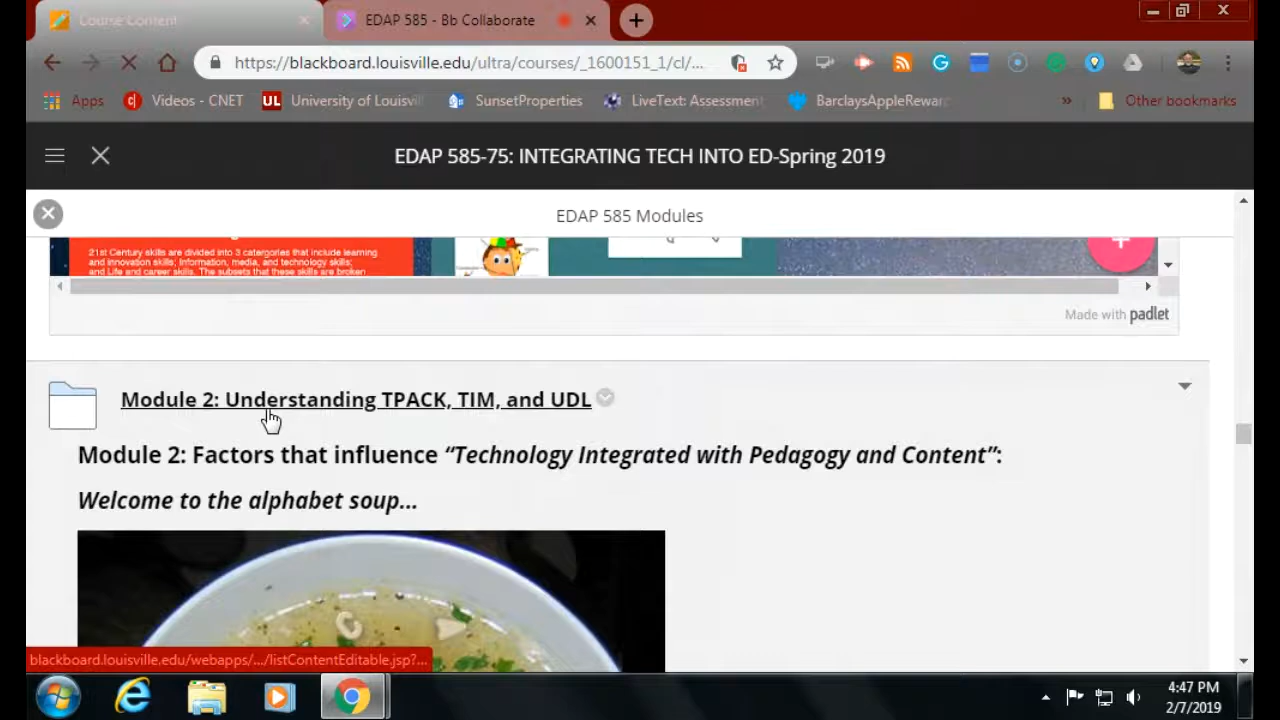 Course Content
EDAP 585 - Bb Collaborate
https://blackboard.louisville.edu/ultra/courses/_1600151_1/cl/...
Apps
Videos - CNET
UL
University of Louisvil
SunsetProperties
LiveText: Assessment
BarclaysAppleRewar
»
Other bookmarks
EDAP 585-75: INTEGRATING TECH INTO ED-Spring 2019
EDAP 585 Modules
21st Century skills are divided into 3 catergories that include learning
and innovation skills; Information, media, and technology skills;
and Life and career skills. The subsets that these skills are broken
Made with padlet
Module 2: Understanding TPACK, TIM, and UDL
Module 2: Factors that influence “Technology Integrated with Pedagogy and Content”:
Welcome to the alphabet soup...
blackboard.louisville.edu/webapps/.../listContentEditable.jsp?...
4:47 PM
2/7/2019